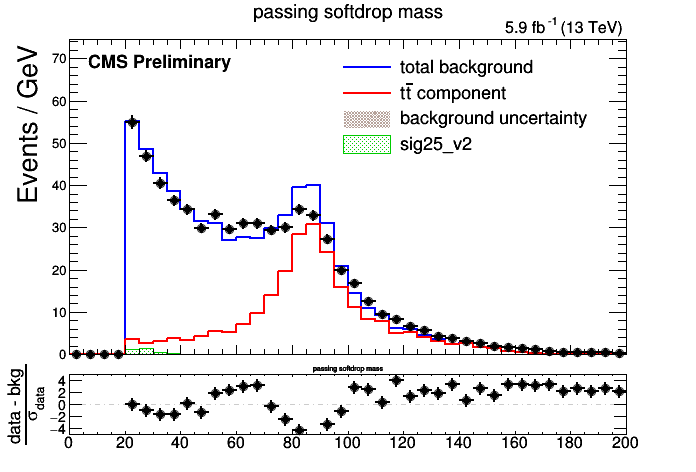 passing softdrop mass
5.9 fb⁻¹ (13 TeV)
CMS Preliminary
total background
tt̅ component
background uncertainty
sig25_v2
Events / GeV
70
60
50
40
30
20
10
0
passing softdrop mass
data - bkg
σ data
4
2
0
−2
−4
0 20 40 60 80 100 120 140 160 180 200